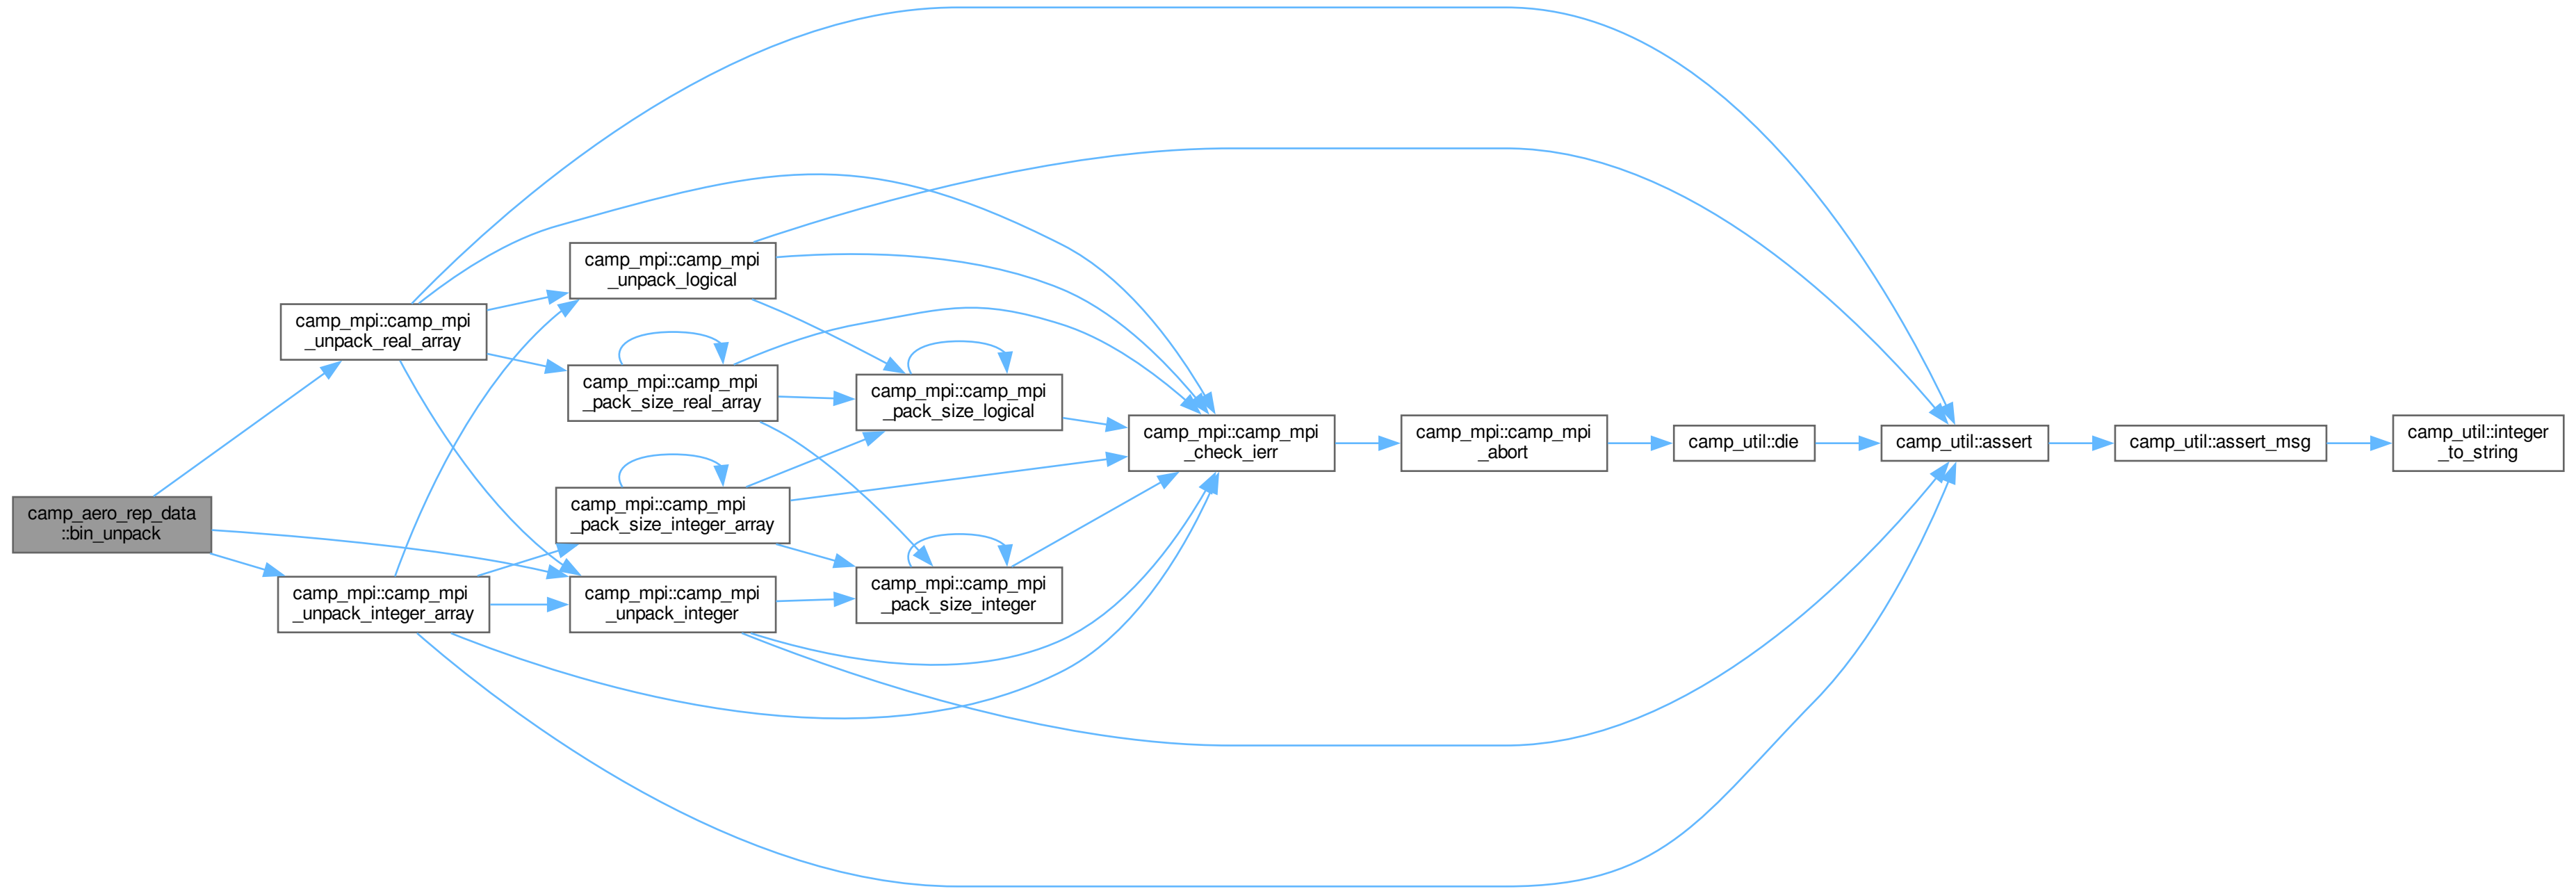 camp_aero_rep_data
::bin_unpack
camp_mpi::camp_mpi
_unpack_real_array
camp_mpi::camp_mpi
_unpack_integer_array
camp_mpi::camp_mpi
_unpack_logical
camp_mpi::camp_mpi
_pack_size_real_array
camp_mpi::camp_mpi
_pack_size_integer_array
camp_mpi::camp_mpi
_unpack_integer
camp_mpi::camp_mpi
_pack_size_logical
camp_mpi::camp_mpi
_pack_size_integer
camp_mpi::camp_mpi
_check_ierr
camp_mpi::camp_mpi
_abort
camp_util::die
camp_util::assert
camp_util::assert_msg
camp_util::integer
_to_string